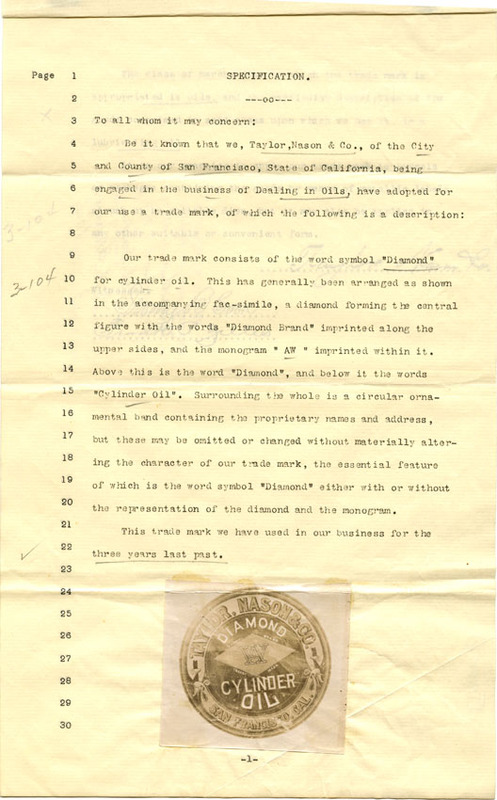 Page 1 SPECIFICATION.
2 ---oo---
3 To all whom it may concern:
4 Be it known that we, Taylor,Nason & Co., of the City
5 and County of San Francisco, State of California, being
6 engaged in the business of Dealing in Oils, have adopted for
7 our use a trade mark, of which the following is a description:
8
9 Our trade mark consists of the word symbol "Diamond"
10 for cylinder oil. This has generally been arranged as shown
3-104
3-104
11 in the accompanying fac-simile, a diamond forming the central
12 figure with the words "Diamond Brand" imprinted along the
13 upper sides, and the monogram " AW " imprinted within it.
14 Above this is the word "Diamond", and below it the words
15 "Cylinder Oil". Surrounding the whole is a circular orna-
16 mental band containing the proprietary names and address,
17 but these may be omitted or changed without materially alter-
18 ing the character of our trade mark, the essential feature
19 of which is the word symbol "Diamond" either with or without
20 the representation of the diamond and the monogram.
21 This trade mark we have used in our business for the
22 three years last past.
23
24
25
26
27
28
29
30
TAYLOR, NASON & CO.
DIAMOND
CYLINDER
OIL
SAN FRANCISCO, CAL.
-1-